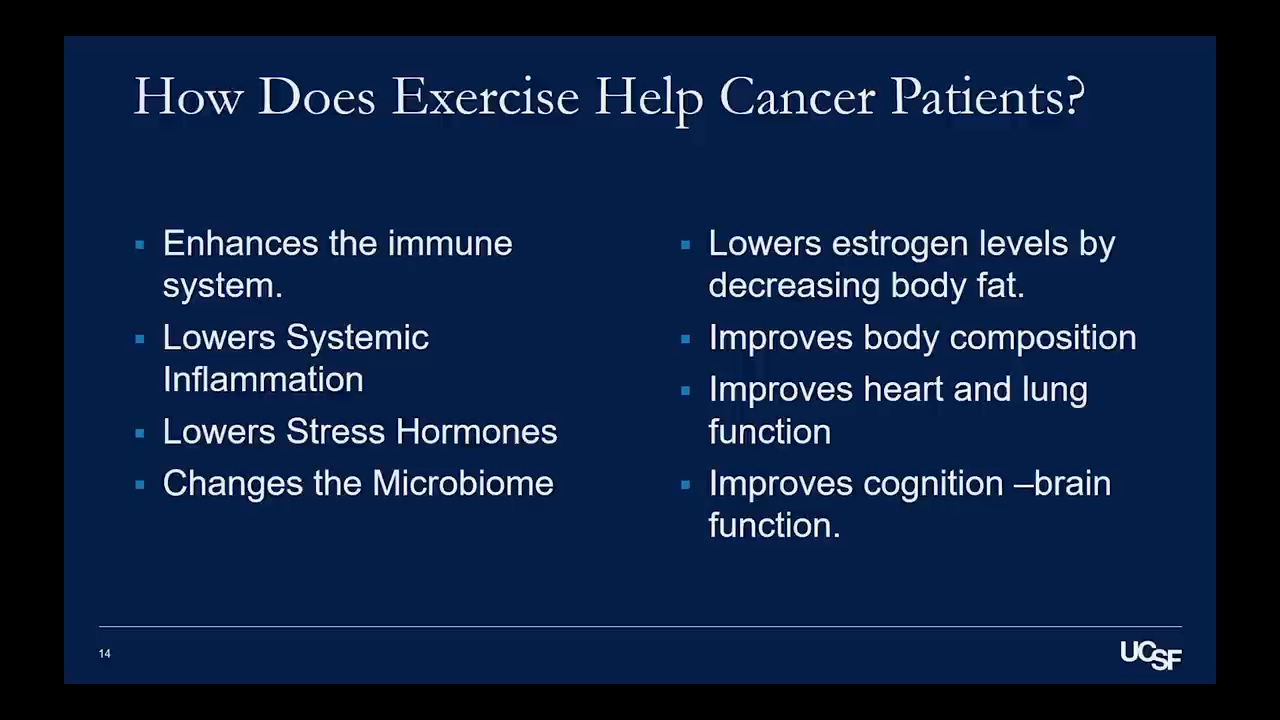 How Does Exercise Help Cancer Patients?
Enhances the immune
system.
Lowers Systemic
Inflammation
Lowers Stress Hormones
Changes the Microbiome
Lowers estrogen levels by
decreasing body fat.
Improves body composition
Improves heart and lung
function
Improves cognition –brain
function.
14
UCSF